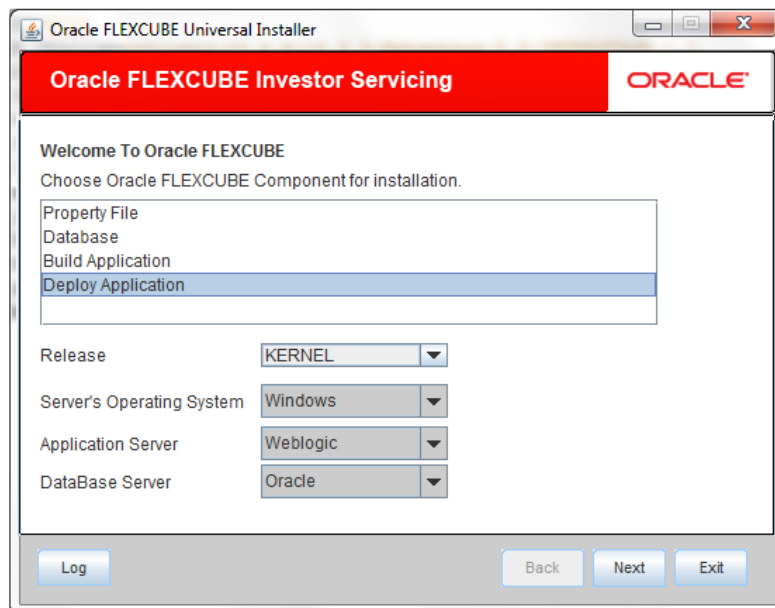 Oracle FLEXCUBE Universal Installer
Oracle FLEXCUBE Investor Servicing
ORACLE
Welcome To Oracle FLEXCUBE
Choose Oracle FLEXCUBE Component for installation.
Property File
Database
Build Application
Deploy Application
Release KERNEL
Server's Operating System Windows
Application Server Weblogic
DataBase Server Oracle
Log Back Next Exit